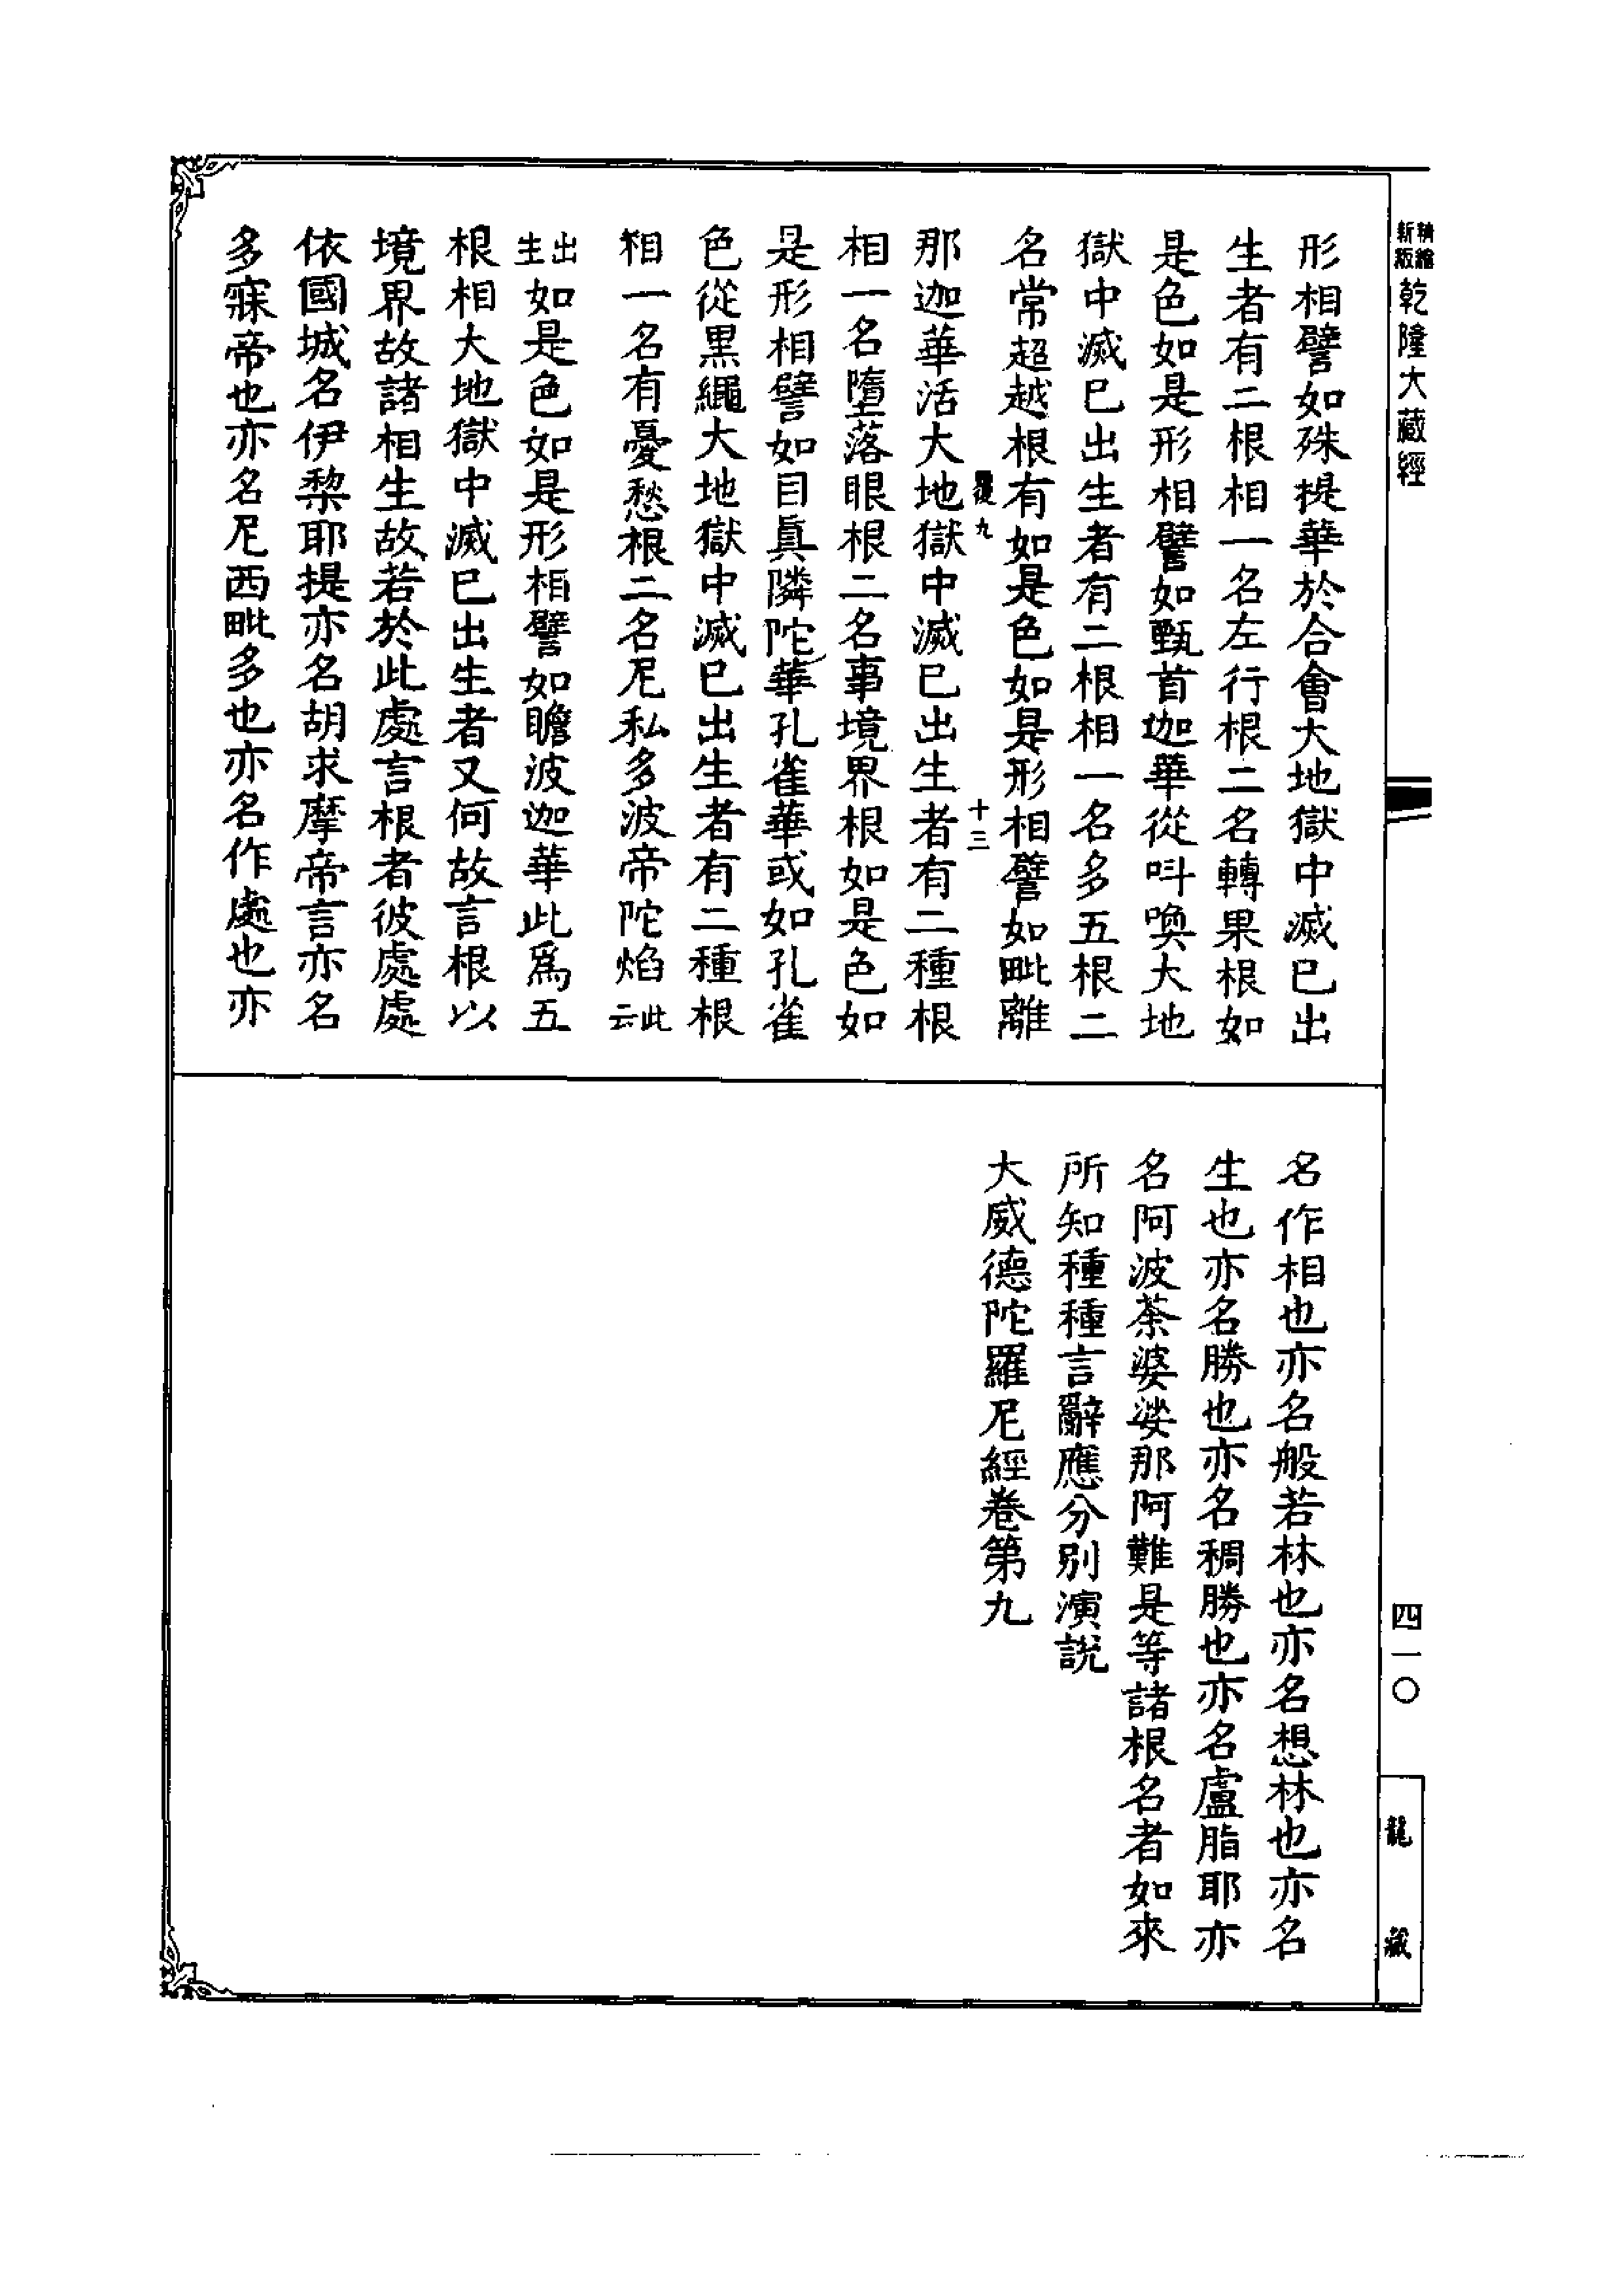 精縮
新版
乾隆大藏經
形相譬如殊提華於合會大地獄中滅已出
生者有二根相一名左行根二名轉果根如
是色如是形相譬如甄首迦華從呌喚大地
獄中滅已出生者有二根相一名多五根二
名常超越根有如是色如是形相譬如毗離
九
十三
那迦華活大地獄中滅已出生者有二種根
相一名墮落眼根二名事境界根如是色如
是形相譬如目眞隣陀華孔雀華或如孔雀
色從黒繩大地獄中滅已出生者有二種根
相一名有憂愁根二名尼私多波帝陀焰此云
出生如是色如是形相譬如瞻波迦華此爲五
根相大地獄中滅已出生者又何故言根以
境界故諸相生故若於此處言根者彼處處
依國城名伊棃耶提亦名胡求摩帝言亦名
多寐帝也亦名尼西毗多也亦名作處也亦
名作相也亦名般若林也亦名想林也亦名
生也亦名勝也亦名稠勝也亦名盧脂耶亦
名阿波荼婆娑那阿難是等諸根名者如來
所知種種言辭應分別演說
大威德陀羅尼經卷第九
四一〇
龍藏